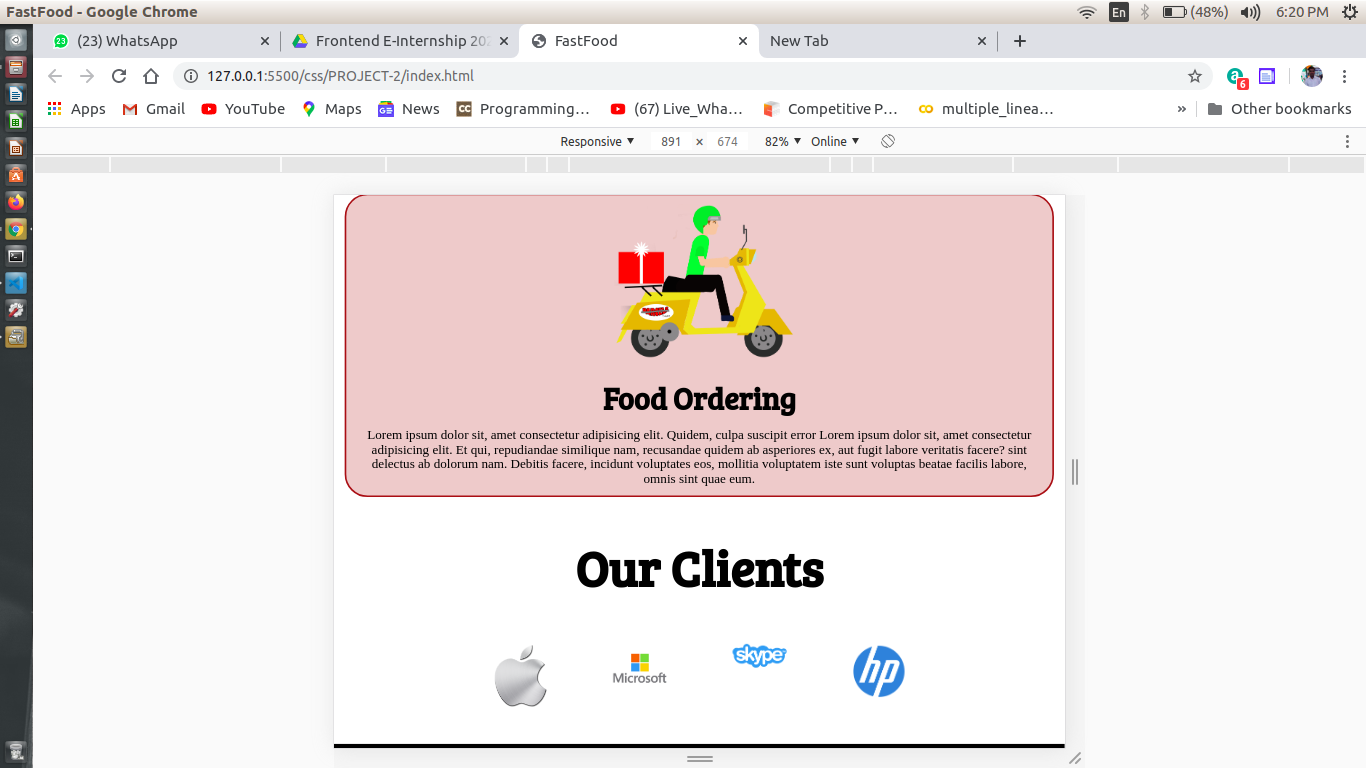 FastFood - Google Chrome
En
(48%)
6:20 PM
23
(23) WhatsApp
Frontend E-Internship 202
FastFood
New Tab
127.0.0.1:5500/css/PROJECT-2/index.html
6
Apps
Gmail
YouTube
Maps
News
CC
Programming…
(67) Live_Wha…
Competitive P…
multiple_linea…
»
Other bookmarks
Responsive
891 × 674
82%
Online
Food Ordering
Lorem ipsum dolor sit, amet consectetur adipisicing elit. Quidem, culpa suscipit error Lorem ipsum dolor sit, amet consectetur
adipisicing elit. Et qui, repudiandae similique nam, recusandae quidem ab asperiores ex, aut fugit labore veritatis facere? sint
delectus ab dolorum nam. Debitis facere, incidunt voluptates eos, mollitia voluptatem iste sunt voluptas beatae facilis labore,
omnis sint quae eum.
Our Clients
Microsoft
skype
hp